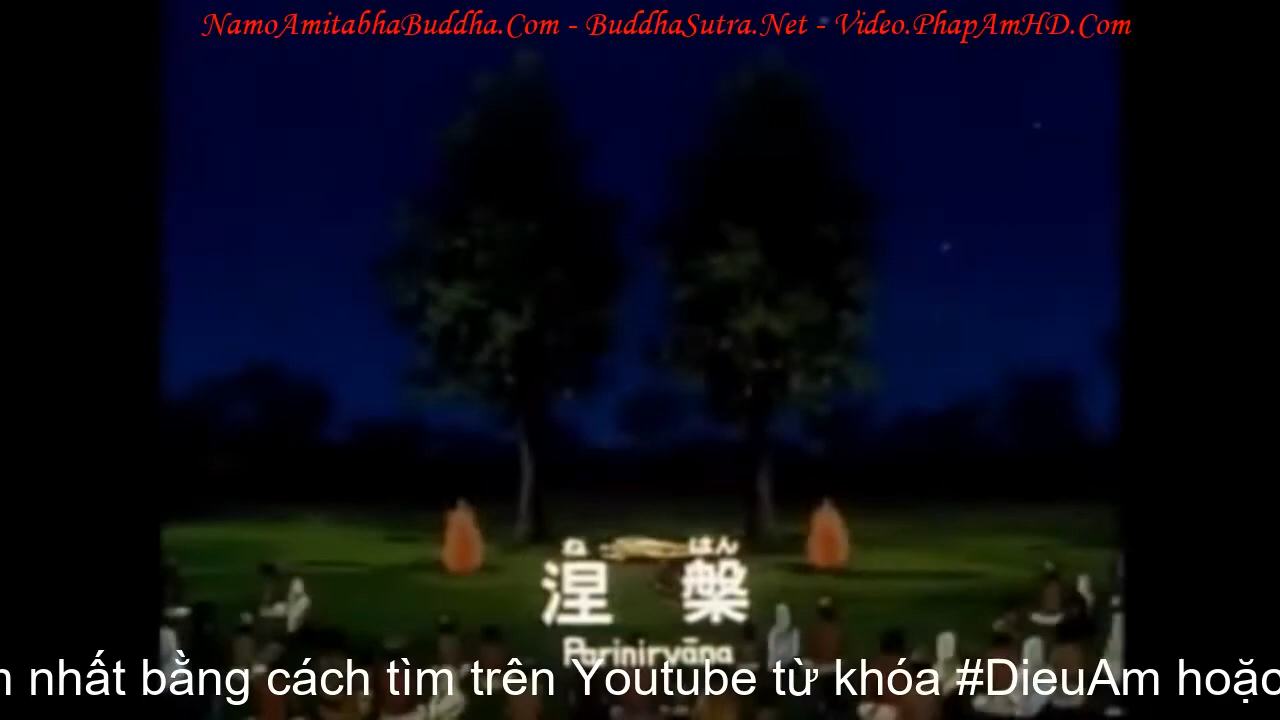 NamoAmitabhaBuddha.Com - BuddhaSutra.Net - Video.PhapAmHD.Com
ね はん
涅 槃
Parinirvāna
nhất bằng cách tìm trên Youtube từ khóa #DieuAm hoặc